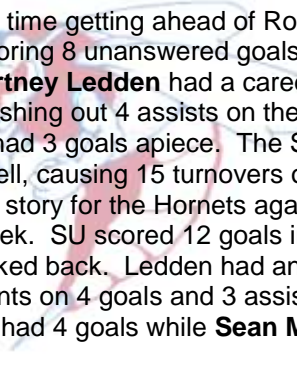 time getting ahead of Ro
oring 8 unanswered goals
rtney Ledden had a caree
shing out 4 assists on the
had 3 goals apiece. The S
ell, causing 15 turnovers o
story for the Hornets aga
ek. SU scored 12 goals i
ked back. Ledden had an
nts on 4 goals and 3 assis
had 4 goals while Sean M